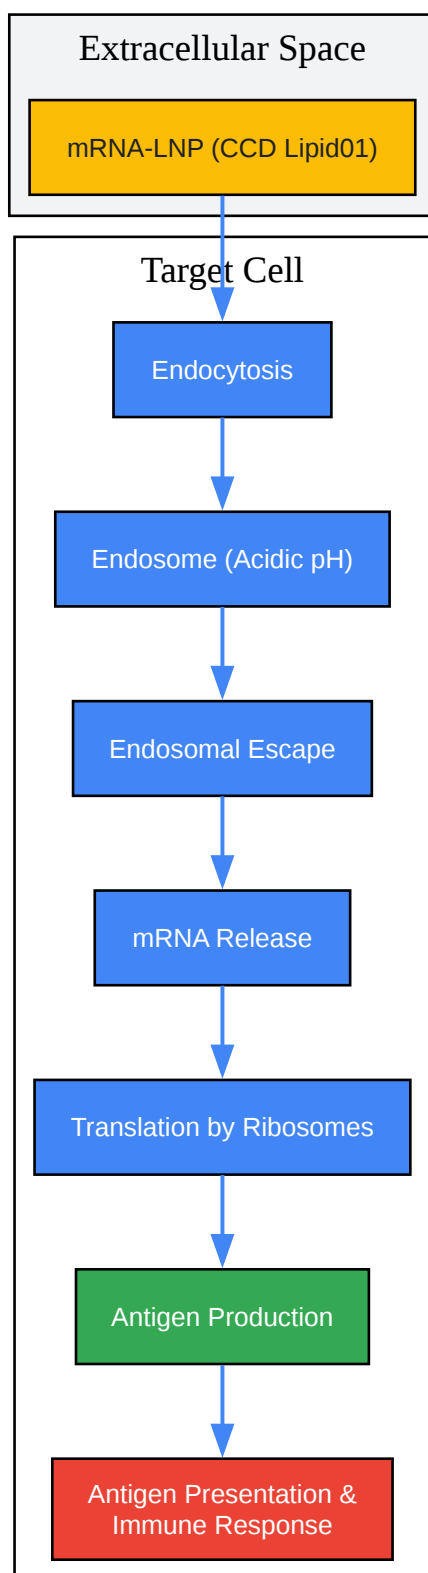 Extracellular Space
mRNA-LNP (CCD Lipid01)
Target Cell
Endocytosis
Endosome (Acidic pH)
Endosomal Escape
mRNA Release
Translation by Ribosomes
Antigen Production
Antigen Presentation &
Immune Response